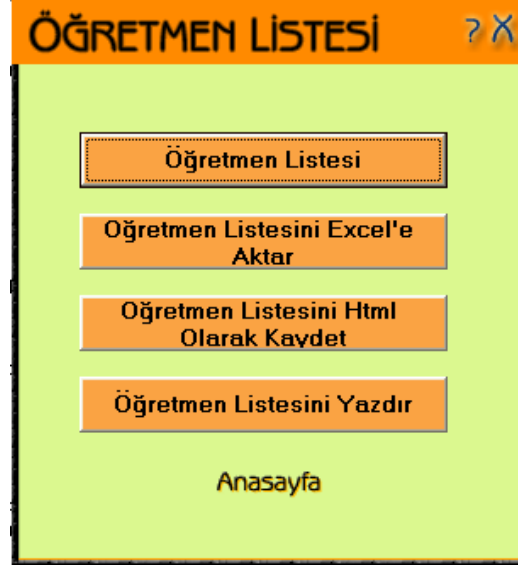 ÖĞRETMEN LİSTESİ ? X
Öğretmen Listesi
Öğretmen Listesini Excel'e
Aktar
Öğretmen Listesini Html
Olarak Kaydet
Öğretmen Listesini Yazdır
Anasayfa